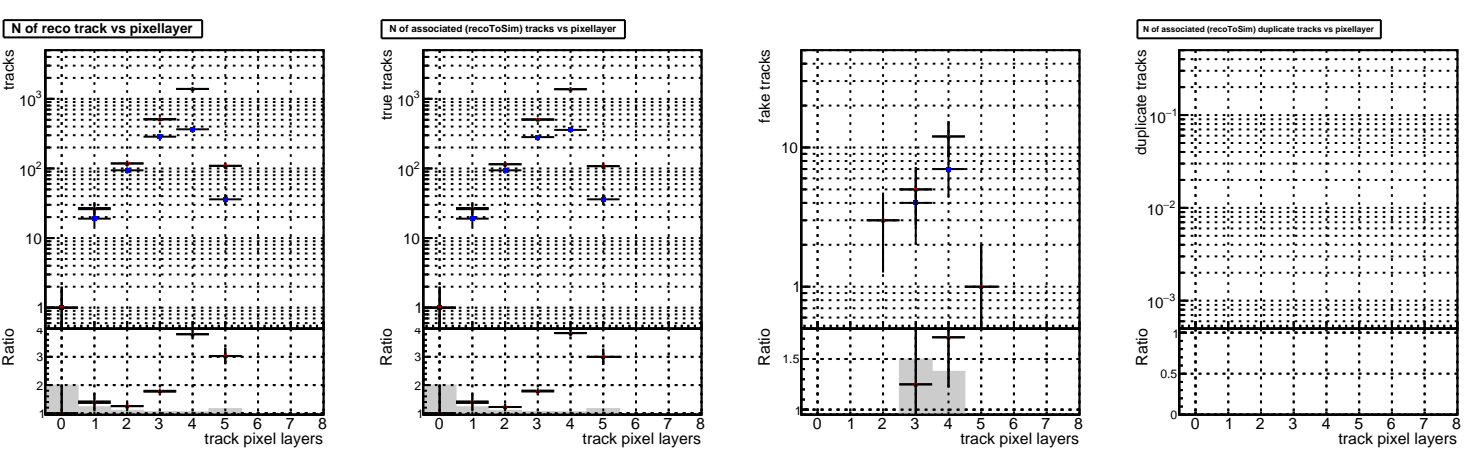 N of reco track vs pixellayer
tracks
10³
10²
10
1
Ratio
4
3
2
1
0 1 2 3 4 5 6 7 8
track pixel layers
N of associated (recoToSim) tracks vs pixellayer
true tracks
10³
10²
10
1
Ratio
4
3
2
1
0 1 2 3 4 5 6 7 8
track pixel layers
fake tracks
10
1
Ratio
1.5
1
0 1 2 3 4 5 6 7 8
track pixel layers
N of associated (recoToSim) duplicate tracks vs pixellayer
duplicate tracks
10⁻¹
10⁻²
10⁻³
Ratio
1
0.5
0
0 1 2 3 4 5 6 7 8
track pixel layers